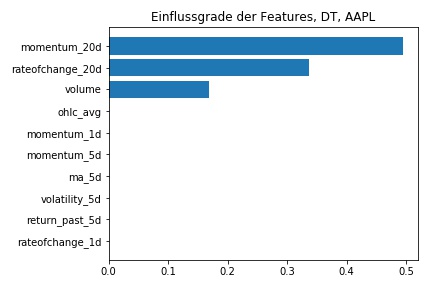 Einflussgrade der Features, DT, AAPL
momentum_20d
rateofchange_20d
volume
ohlc_avg
momentum_1d
momentum_5d
ma_5d
volatility_5d
return_past_5d
rateofchange_1d
0.0 0.1 0.2 0.3 0.4 0.5